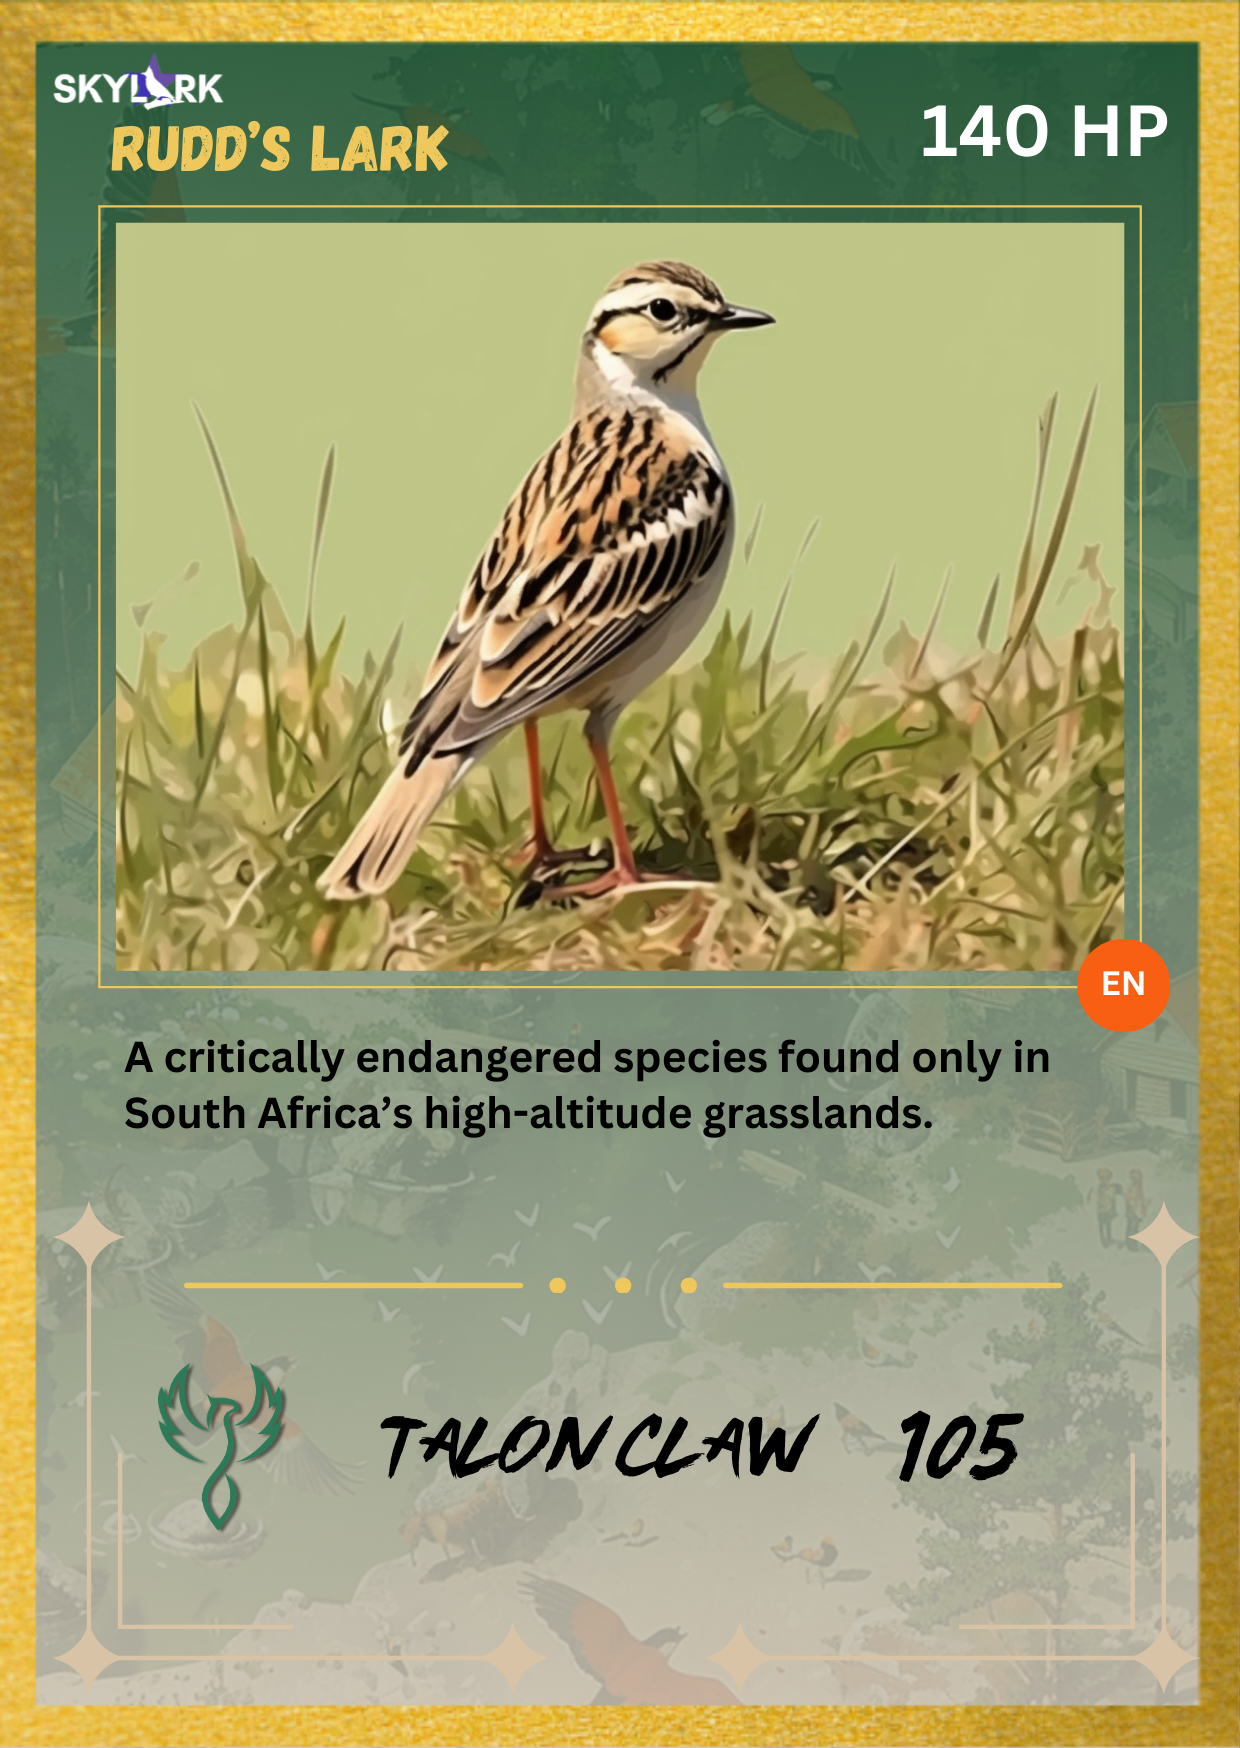 SKYLARK
RUDD’S LARK
140 HP
EN
A critically endangered species found only in
South Africa’s high-altitude grasslands.
TALON CLAW 105